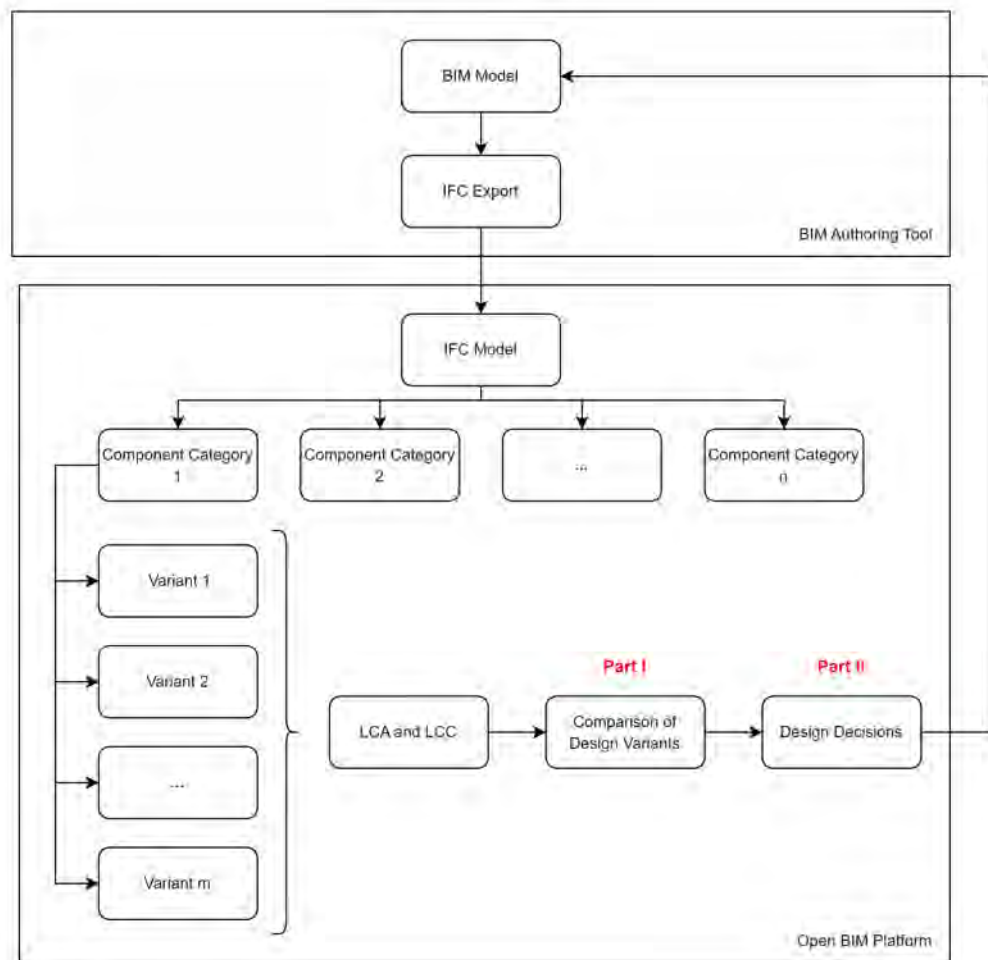 BIM Model
IFC Export
BIM Authoring Tool
IFC Model
Component Category
1
Component Category
2
...
Component Category
n
Variant 1
Variant 2
...
Variant m
Part I
Part II
LCA and LCC
Comparison of
Design Variants
Design Decisions
Open BIM Platform